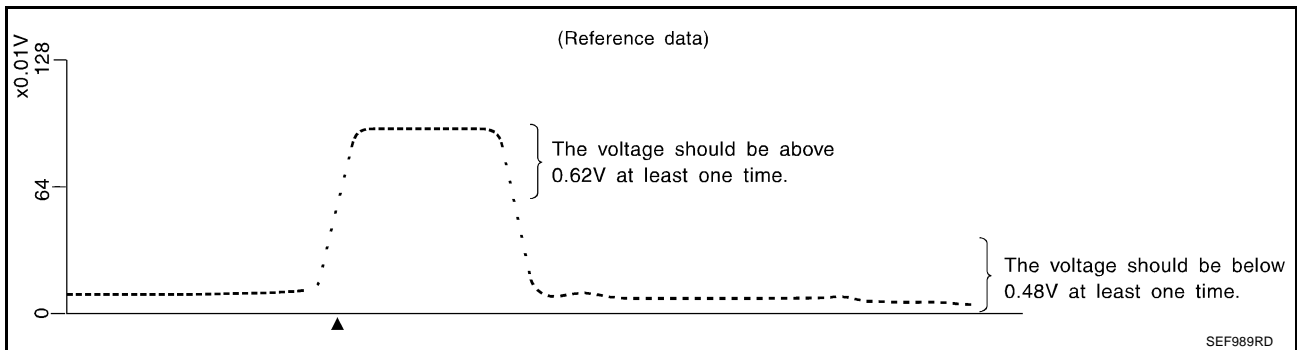 (Reference data)
x0.01V
128
64
0
The voltage should be above
0.62V at least one time.
The voltage should be below
0.48V at least one time.
SEF989RD